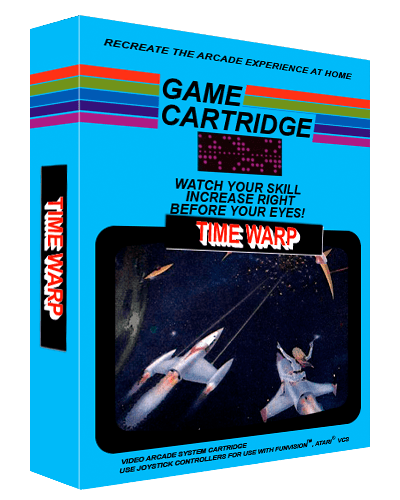 RECREATE THE ARCADE EXPERIENCE AT HOME
GAME
CARTRIDGE
WATCH YOUR SKILL
INCREASE RIGHT
BEFORE YOUR EYES!
TIME WARP
TIME WARP
VIDEO ARCADE SYSTEM CARTRIDGE
USE JOYSTICK CONTROLLERS FOR USE WITH FUNVISION™, ATARI® VCS